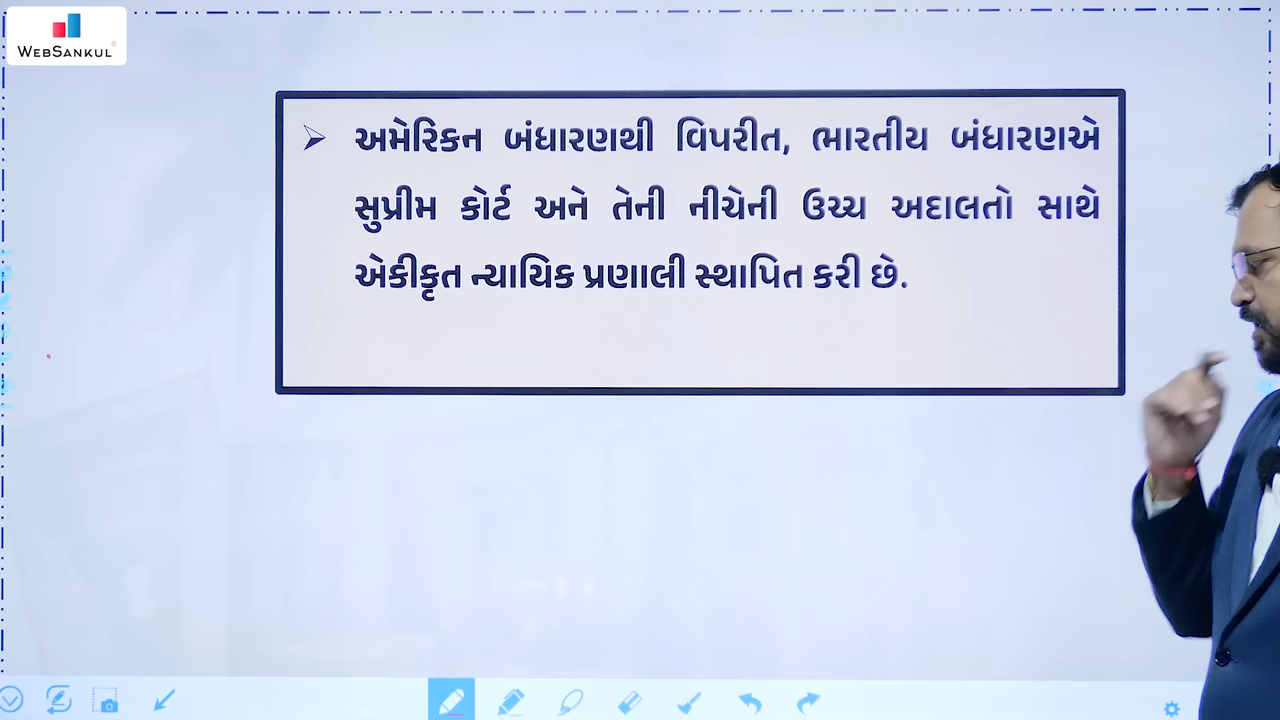 WEBSANKUL
અમેરિકન બંધારણથી વિપરીત, ભારતીય બંધારણએ
સુપ્રીમ કોર્ટ અને તેની નીચેની ઉચ્ચ અદાલતો સાથે
એકીકૃત ન્યાયિક પ્રણાલી સ્થાપિત કરી છે.